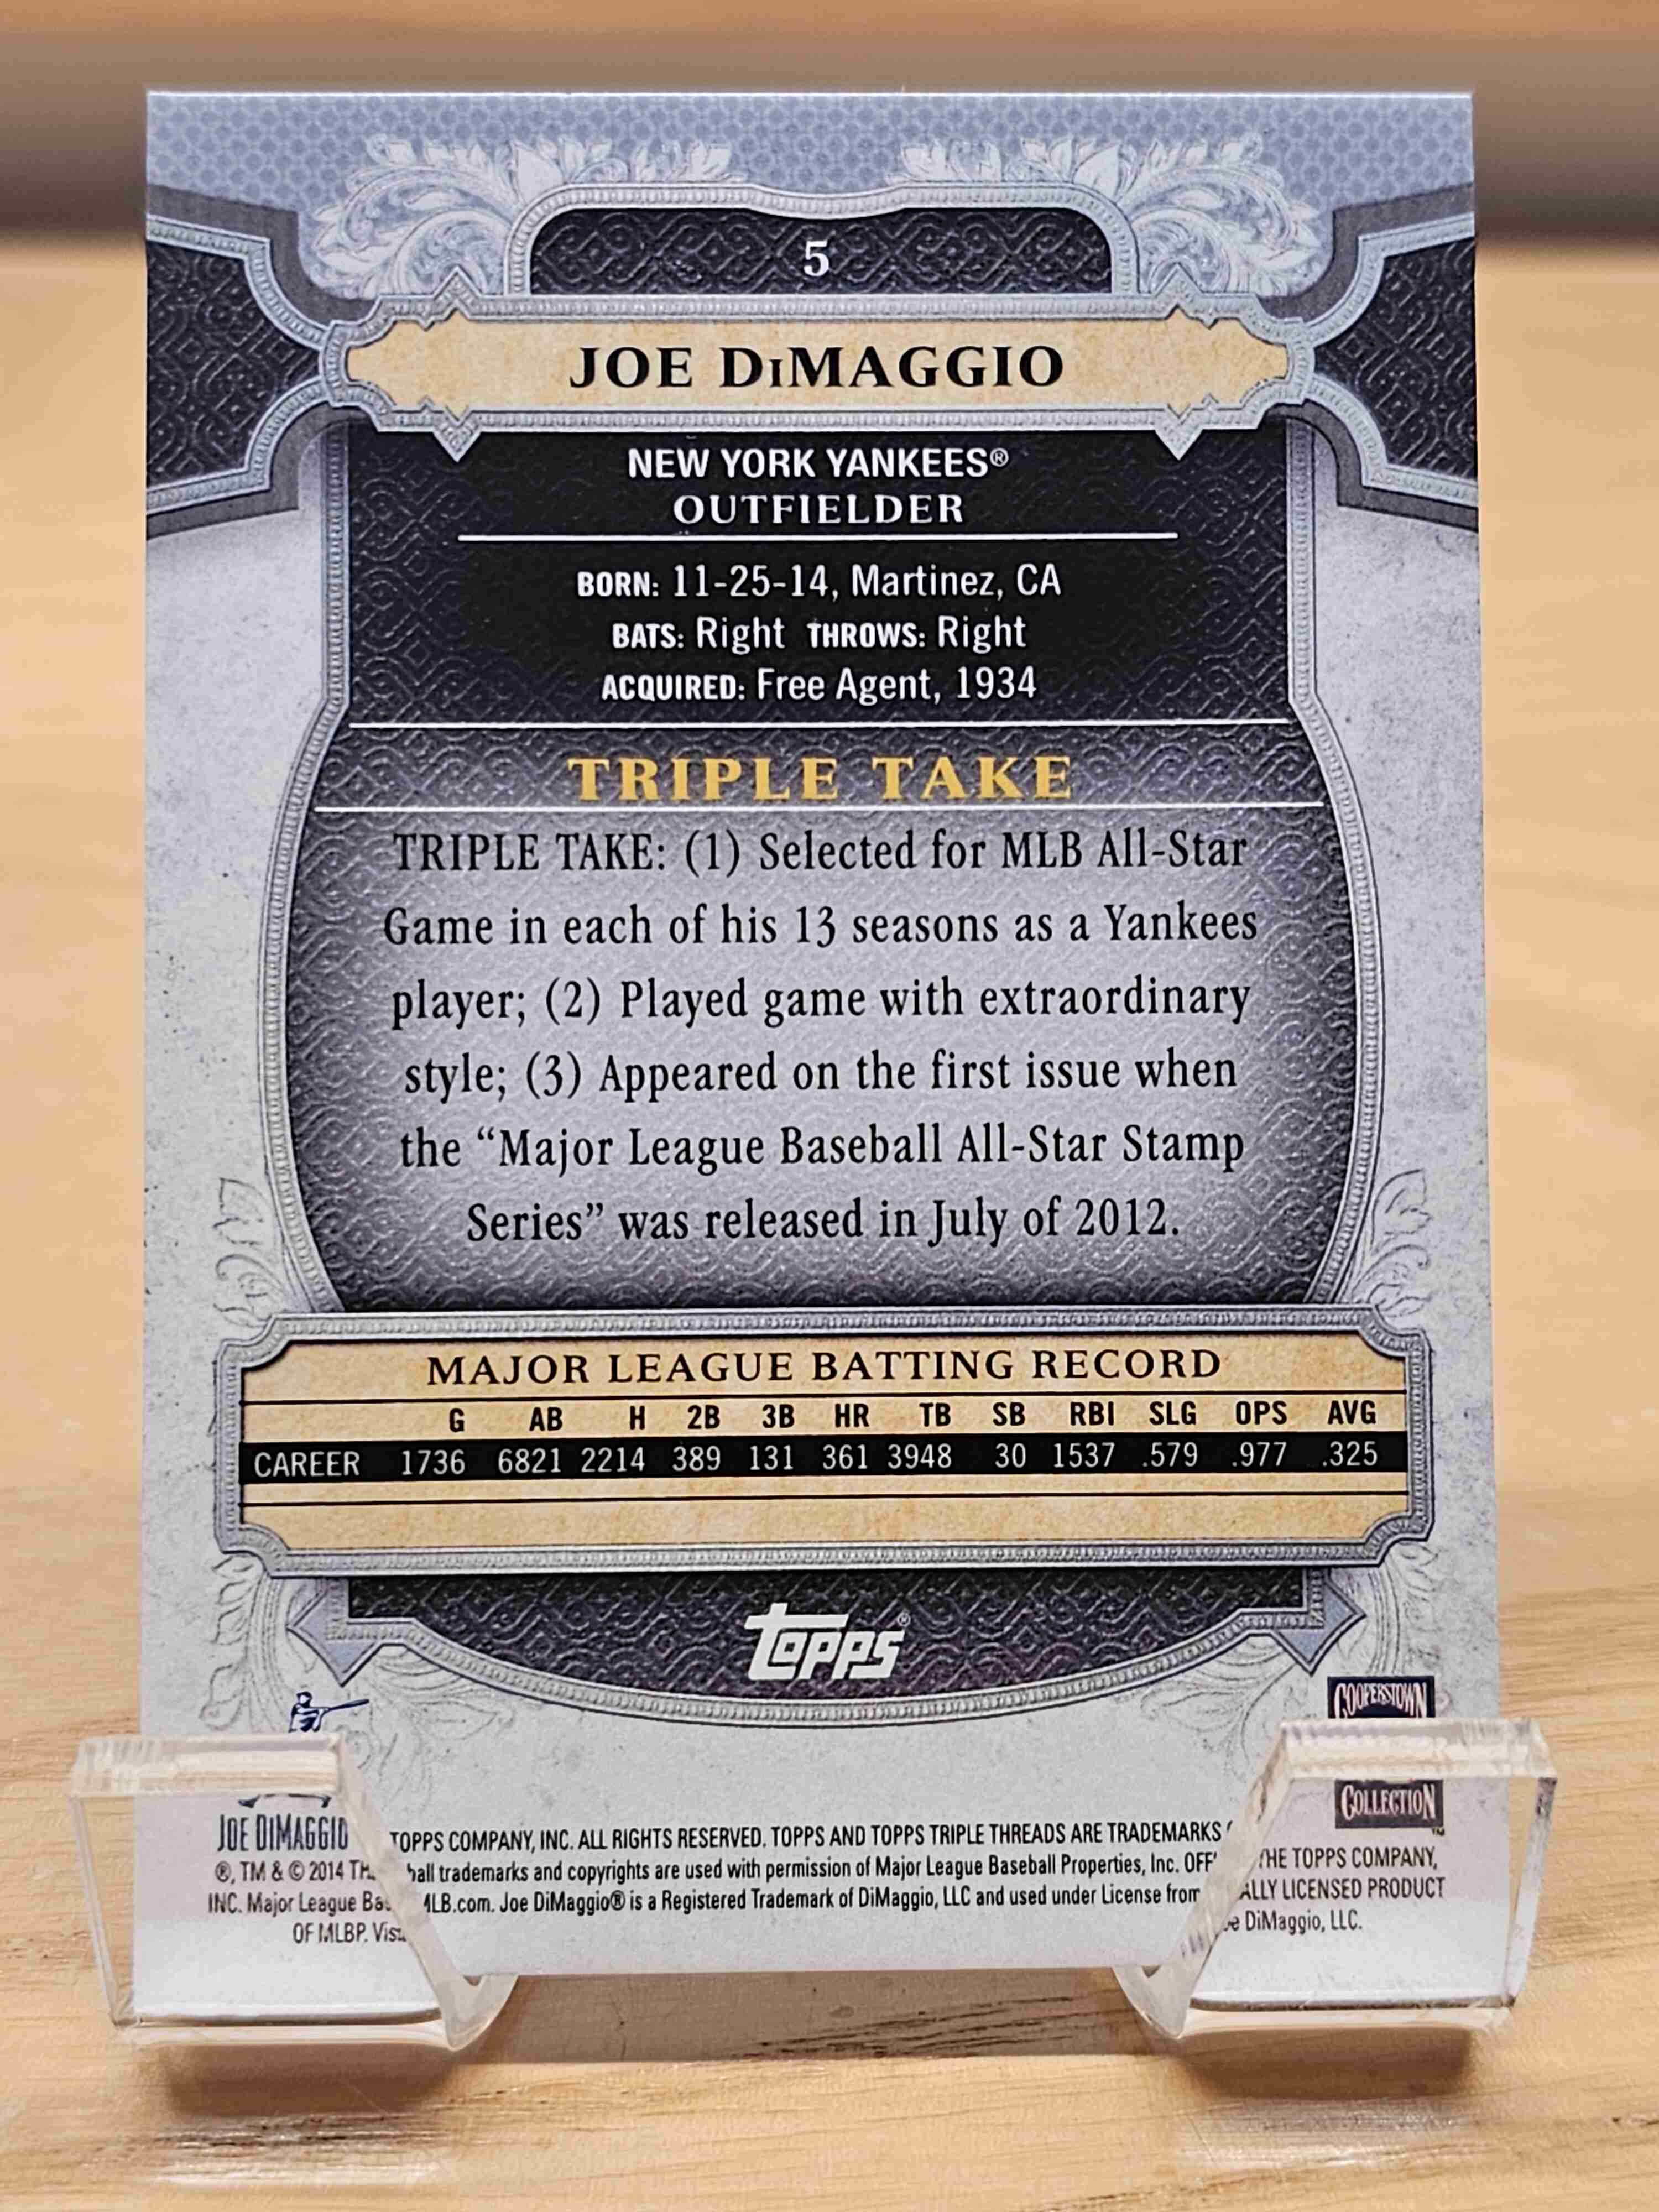 5
JOE DiMAGGIO
NEW YORK YANKEES®
OUTFIELDER
BORN: 11-25-14, Martinez, CA
BATS: Right THROWS: Right
ACQUIRED: Free Agent, 1934
TRIPLE TAKE
TRIPLE TAKE: (1) Selected for MLB All-Star
Game in each of his 13 seasons as a Yankees
player; (2) Played game with extraordinary
style; (3) Appeared on the first issue when
the “Major League Baseball All-Star Stamp
Series” was released in July of 2012.
MAJOR LEAGUE BATTING RECORD
G AB H 2B 3B HR TB SB RBI SLG OPS AVG
CAREER 1736 6821 2214 389 131 361 3948 30 1537 .579 .977 .325
topps®
COOPERSTOWN
COLLECTION™
JOE DIMAGGIO
®, TM & © 2014 TOPPS COMPANY, INC. ALL RIGHTS RESERVED. TOPPS AND TOPPS TRIPLE THREADS ARE TRADEMARKS THE TOPPS COMPANY,
INC. Major League trademarks and copyrights are used with permission of Major League Baseball Properties, Inc. LICENSED PRODUCT
OF MLBP. MLB.com. Joe DiMaggio® is a Registered Trademark of DiMaggio, LLC and used under License from DiMaggio, LLC.